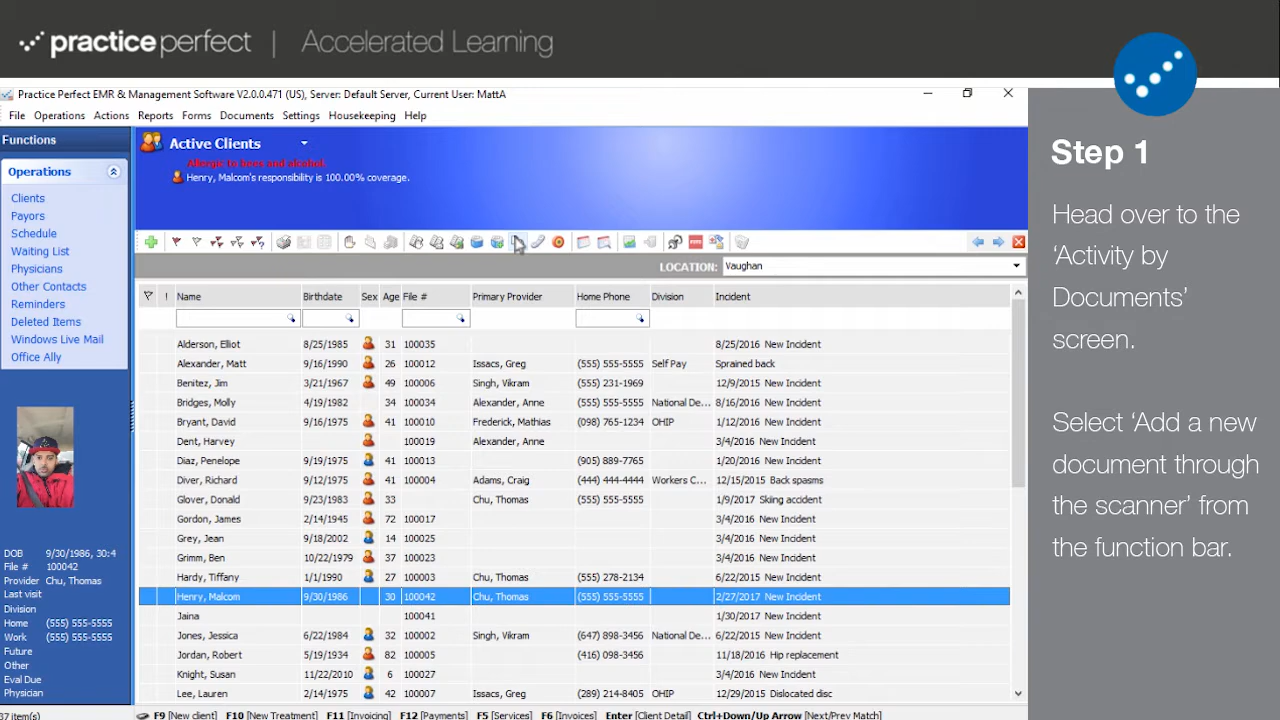 practiceperfect | Accelerated Learning
Practice Perfect EMR & Management Software V2.0.0.471 (US), Server: Default Server, Current User: MattA
File Operations Actions Reports Forms Documents Settings Housekeeping Help
Functions
Operations
Clients
Payors
Schedule
Waiting List
Physicians
Other Contacts
Reminders
Deleted Items
Windows Live Mail
Office Ally
DOB 9/30/1986, 30:4
File # 100042
Provider Chu, Thomas
Last visit
Division
Home (555) 555-5555
Work (555) 555-5555
Future
Other
Eval Due
Physician
37 item(s)
Active Clients
Allergic to bees and alcohol.
Henry, Malcom's responsibility is 100.00% coverage.
LOCATION: Vaughan
! Name Birthdate Sex Age File # Primary Provider Home Phone Division Incident
Alderson, Elliot 8/25/1985 31 100035 8/25/2016 New Incident
Alexander, Matt 9/16/1990 26 100012 Issacs, Greg (555) 555-5555 Self Pay Sprained back
Benitez, Jim 3/21/1967 49 100006 Singh, Vikram (555) 231-1969 12/9/2015 New Incident
Bridges, Molly 4/19/1982 34 100034 Alexander, Anne (555) 555-5555 National De... 8/16/2016 New Incident
Bryant, David 9/16/1975 41 100010 Frederick, Mathias (098) 765-1234 OHIP 1/12/2016 New Incident
Dent, Harvey 100019 Alexander, Anne 3/4/2016 New Incident
Diaz, Penelope 9/19/1975 41 100013 (905) 889-7765 1/20/2016 New Incident
Diver, Richard 9/12/1975 41 100004 Adams, Craig (444) 444-4444 Workers C... 12/15/2015 Back spasms
Glover, Donald 9/23/1983 33 Chu, Thomas 1/9/2017 Skiing accident
Gordon, James 2/14/1945 72 100017 3/4/2016 New Incident
Grey, Jean 9/18/2002 14 100025 3/4/2016 New Incident
Grimm, Ben 10/22/1979 37 100023 3/4/2016 New Incident
Hardy, Tiffany 1/1/1990 27 100003 Chu, Thomas (555) 278-2134 6/22/2015 New Incident
Henry, Malcom 9/30/1986 30 100042 Chu, Thomas (555) 555-5555 2/27/2017 New Incident
Jaina 100041 1/30/2017 New Incident
Jones, Jessica 6/22/1984 32 100002 Singh, Vikram (647) 898-3456 National De... 6/22/2015 New Incident
Jordan, Robert 5/19/1934 82 100005 (416) 098-3456 11/18/2016 Hip replacement
Knight, Susan 11/22/2010 6 100027 3/4/2016 New Incident
Lee, Lauren 2/14/1975 42 100007 Issacs, Greg (289) 214-8405 OHIP 12/29/2015 Dislocated disc
F9 [New client] F10 [New Treatment] F11 [Invoicing] F12 [Payments] F5 [Services] F6 [Invoices] Enter [Client Detail] Ctrl+Down/Up Arrow [Next/Prev Match]
Step 1
Head over to the
‘Activity by
Documents’
screen.
Select ‘Add a new
document through
the scanner’ from
the function bar.